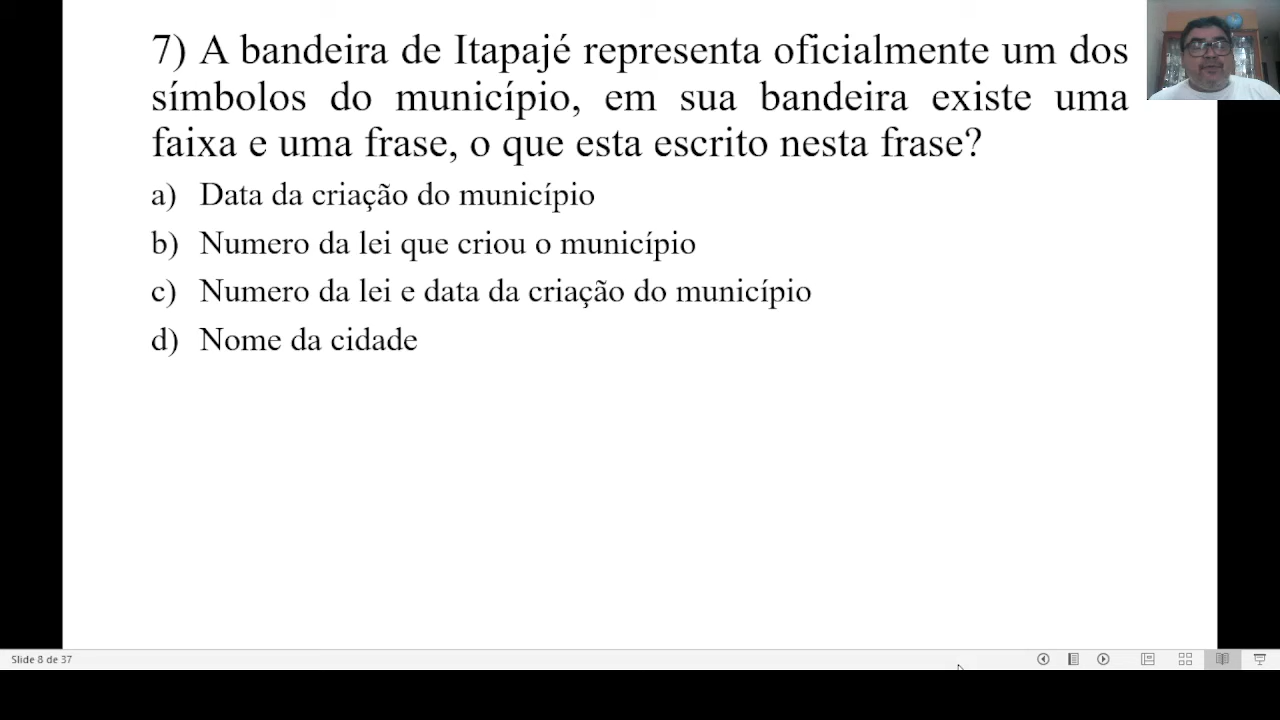 7) A bandeira de Itapajé representa oficialmente um dos
símbolos do município, em sua bandeira existe uma
faixa e uma frase, o que esta escrito nesta frase?
a) Data da criação do município
b) Numero da lei que criou o município
c) Numero da lei e data da criação do município
d) Nome da cidade
Slide 8 de 37